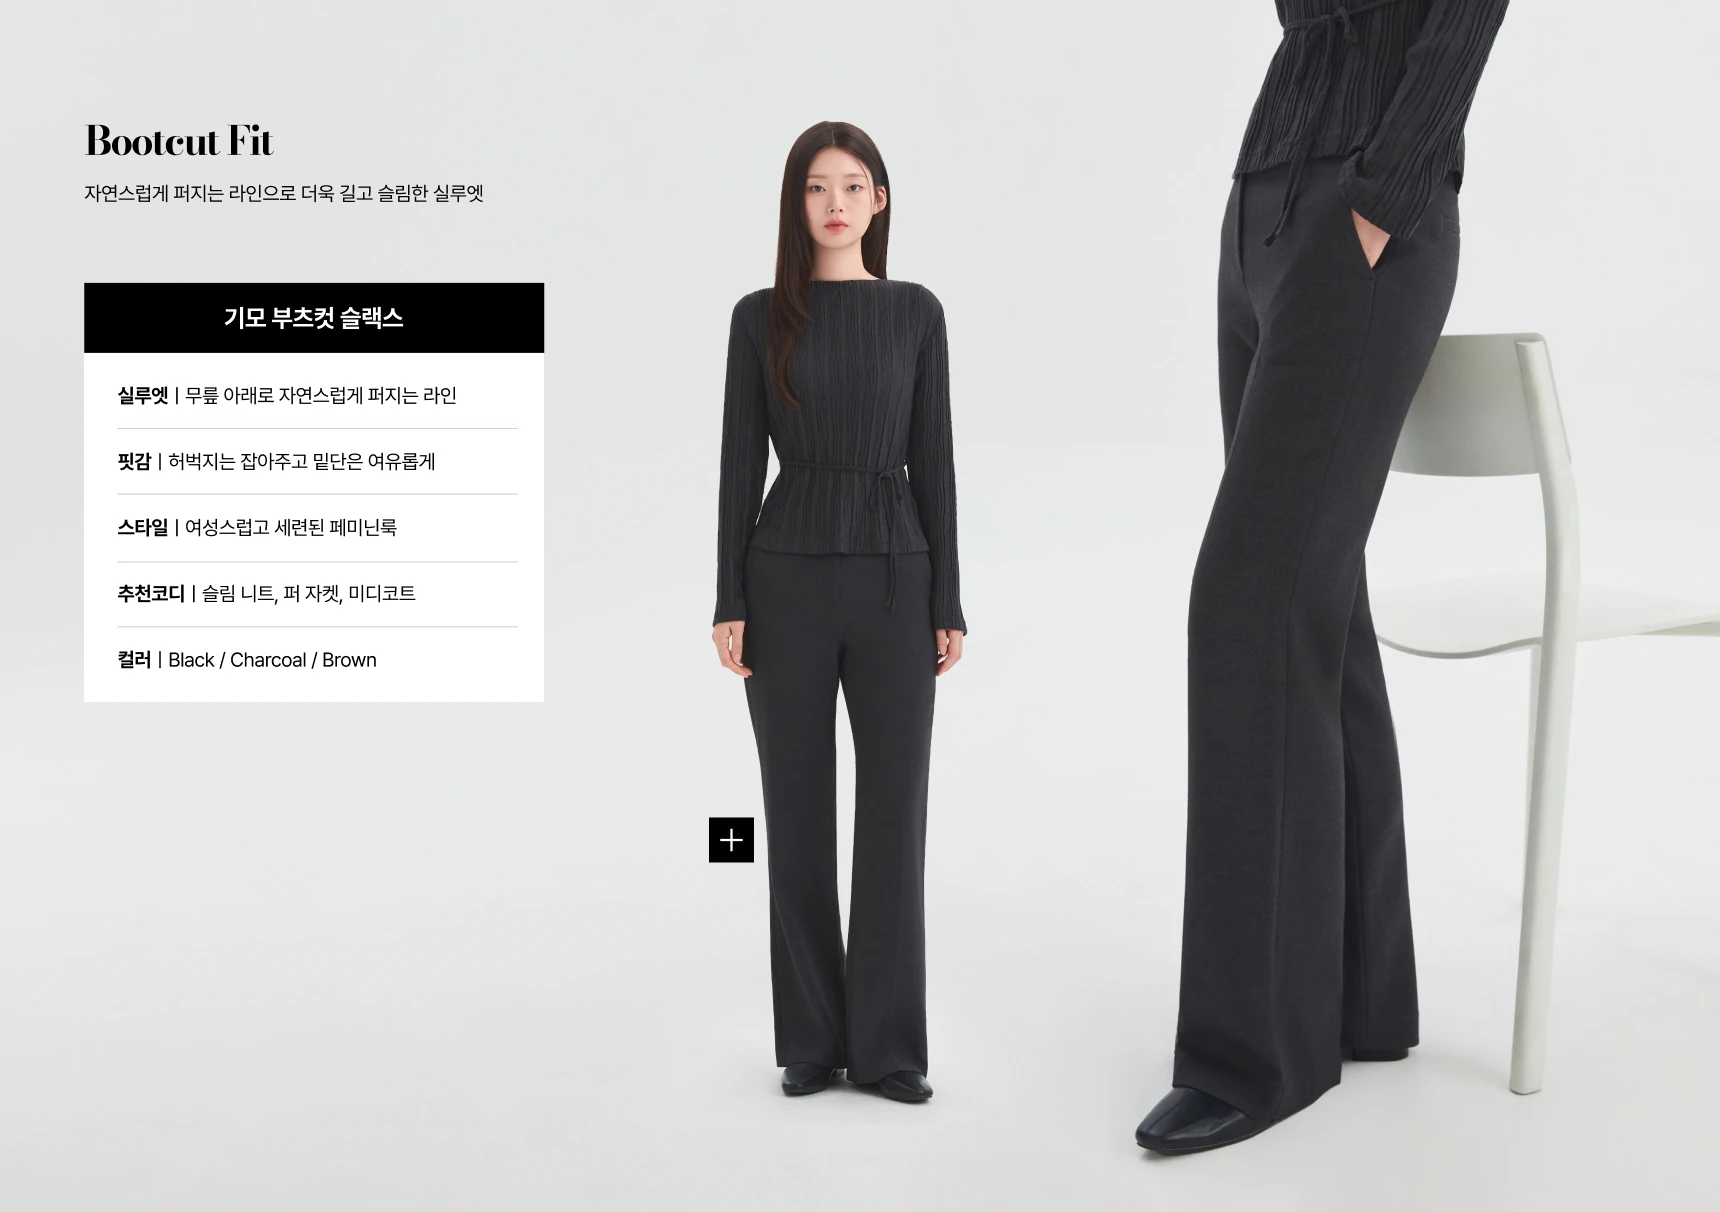 Bootcut Fit
자연스럽게 퍼지는 라인으로 더욱 길고 슬림한 실루엣
기모 부츠컷 슬랙스
실루엣 | 무릎 아래로 자연스럽게 퍼지는 라인
핏감 | 허벅지는 잡아주고 밑단은 여유롭게
스타일 | 여성스럽고 세련된 페미닌룩
추천코디 | 슬림 니트, 퍼 자켓, 미디코트
컬러 | Black / Charcoal / Brown